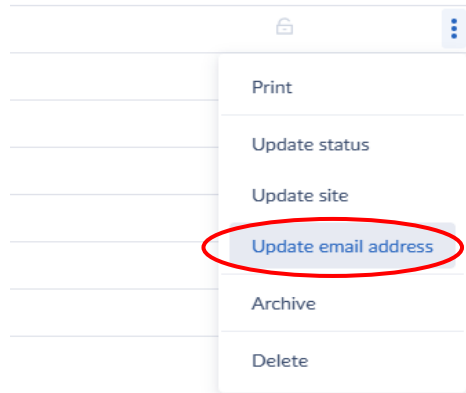 Print
Update status
Update site
Update email address
Archive
Delete